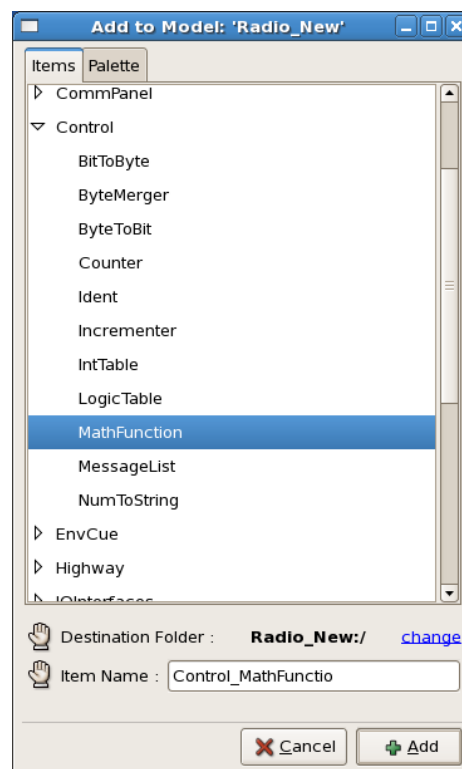 Add to Model: 'Radio_New'
Items Palette
CommPanel
Control
BitToByte
ByteMerger
ByteToBit
Counter
Ident
Incrementer
IntTable
LogicTable
MathFunction
MessageList
NumToString
EnvCue
Highway
IOInterfaces
Destination Folder : Radio_New:/ change
Item Name : Control_MathFunctio
Cancel Add